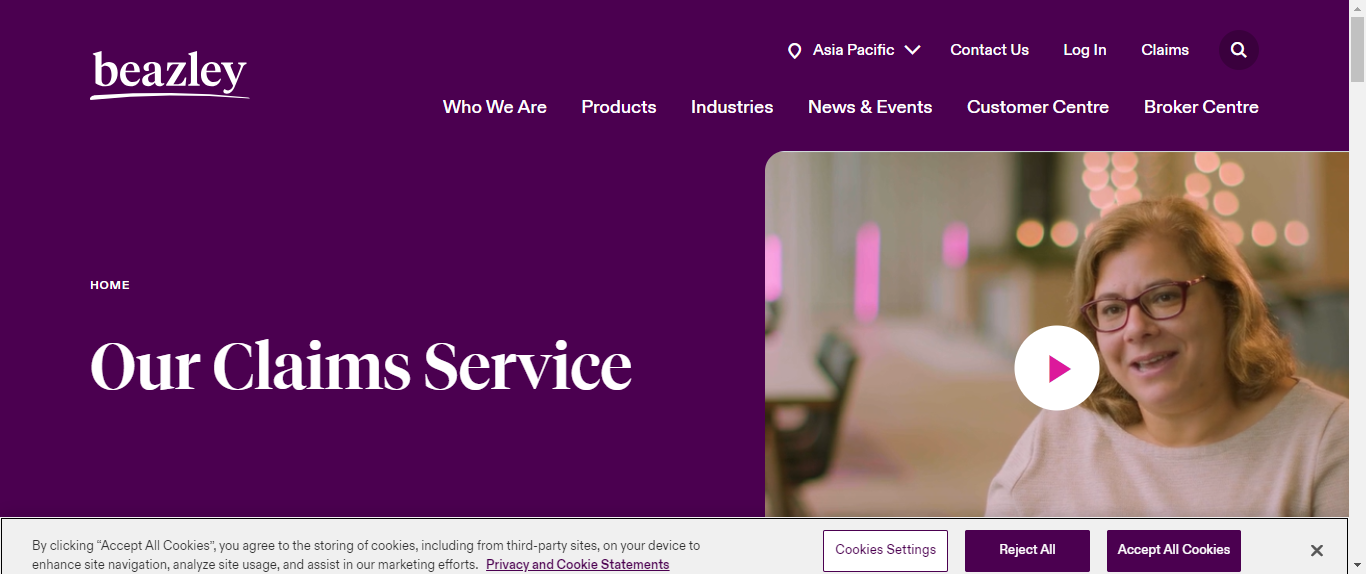 beazley
Asia Pacific
Contact Us
Log In
Claims
Who We Are
Products
Industries
News & Events
Customer Centre
Broker Centre
HOME
Our Claims Service
By clicking “Accept All Cookies”, you agree to the storing of cookies, including from third-party sites, on your device to
enhance site navigation, analyze site usage, and assist in our marketing efforts. Privacy and Cookie Statements
Cookies Settings
Reject All
Accept All Cookies